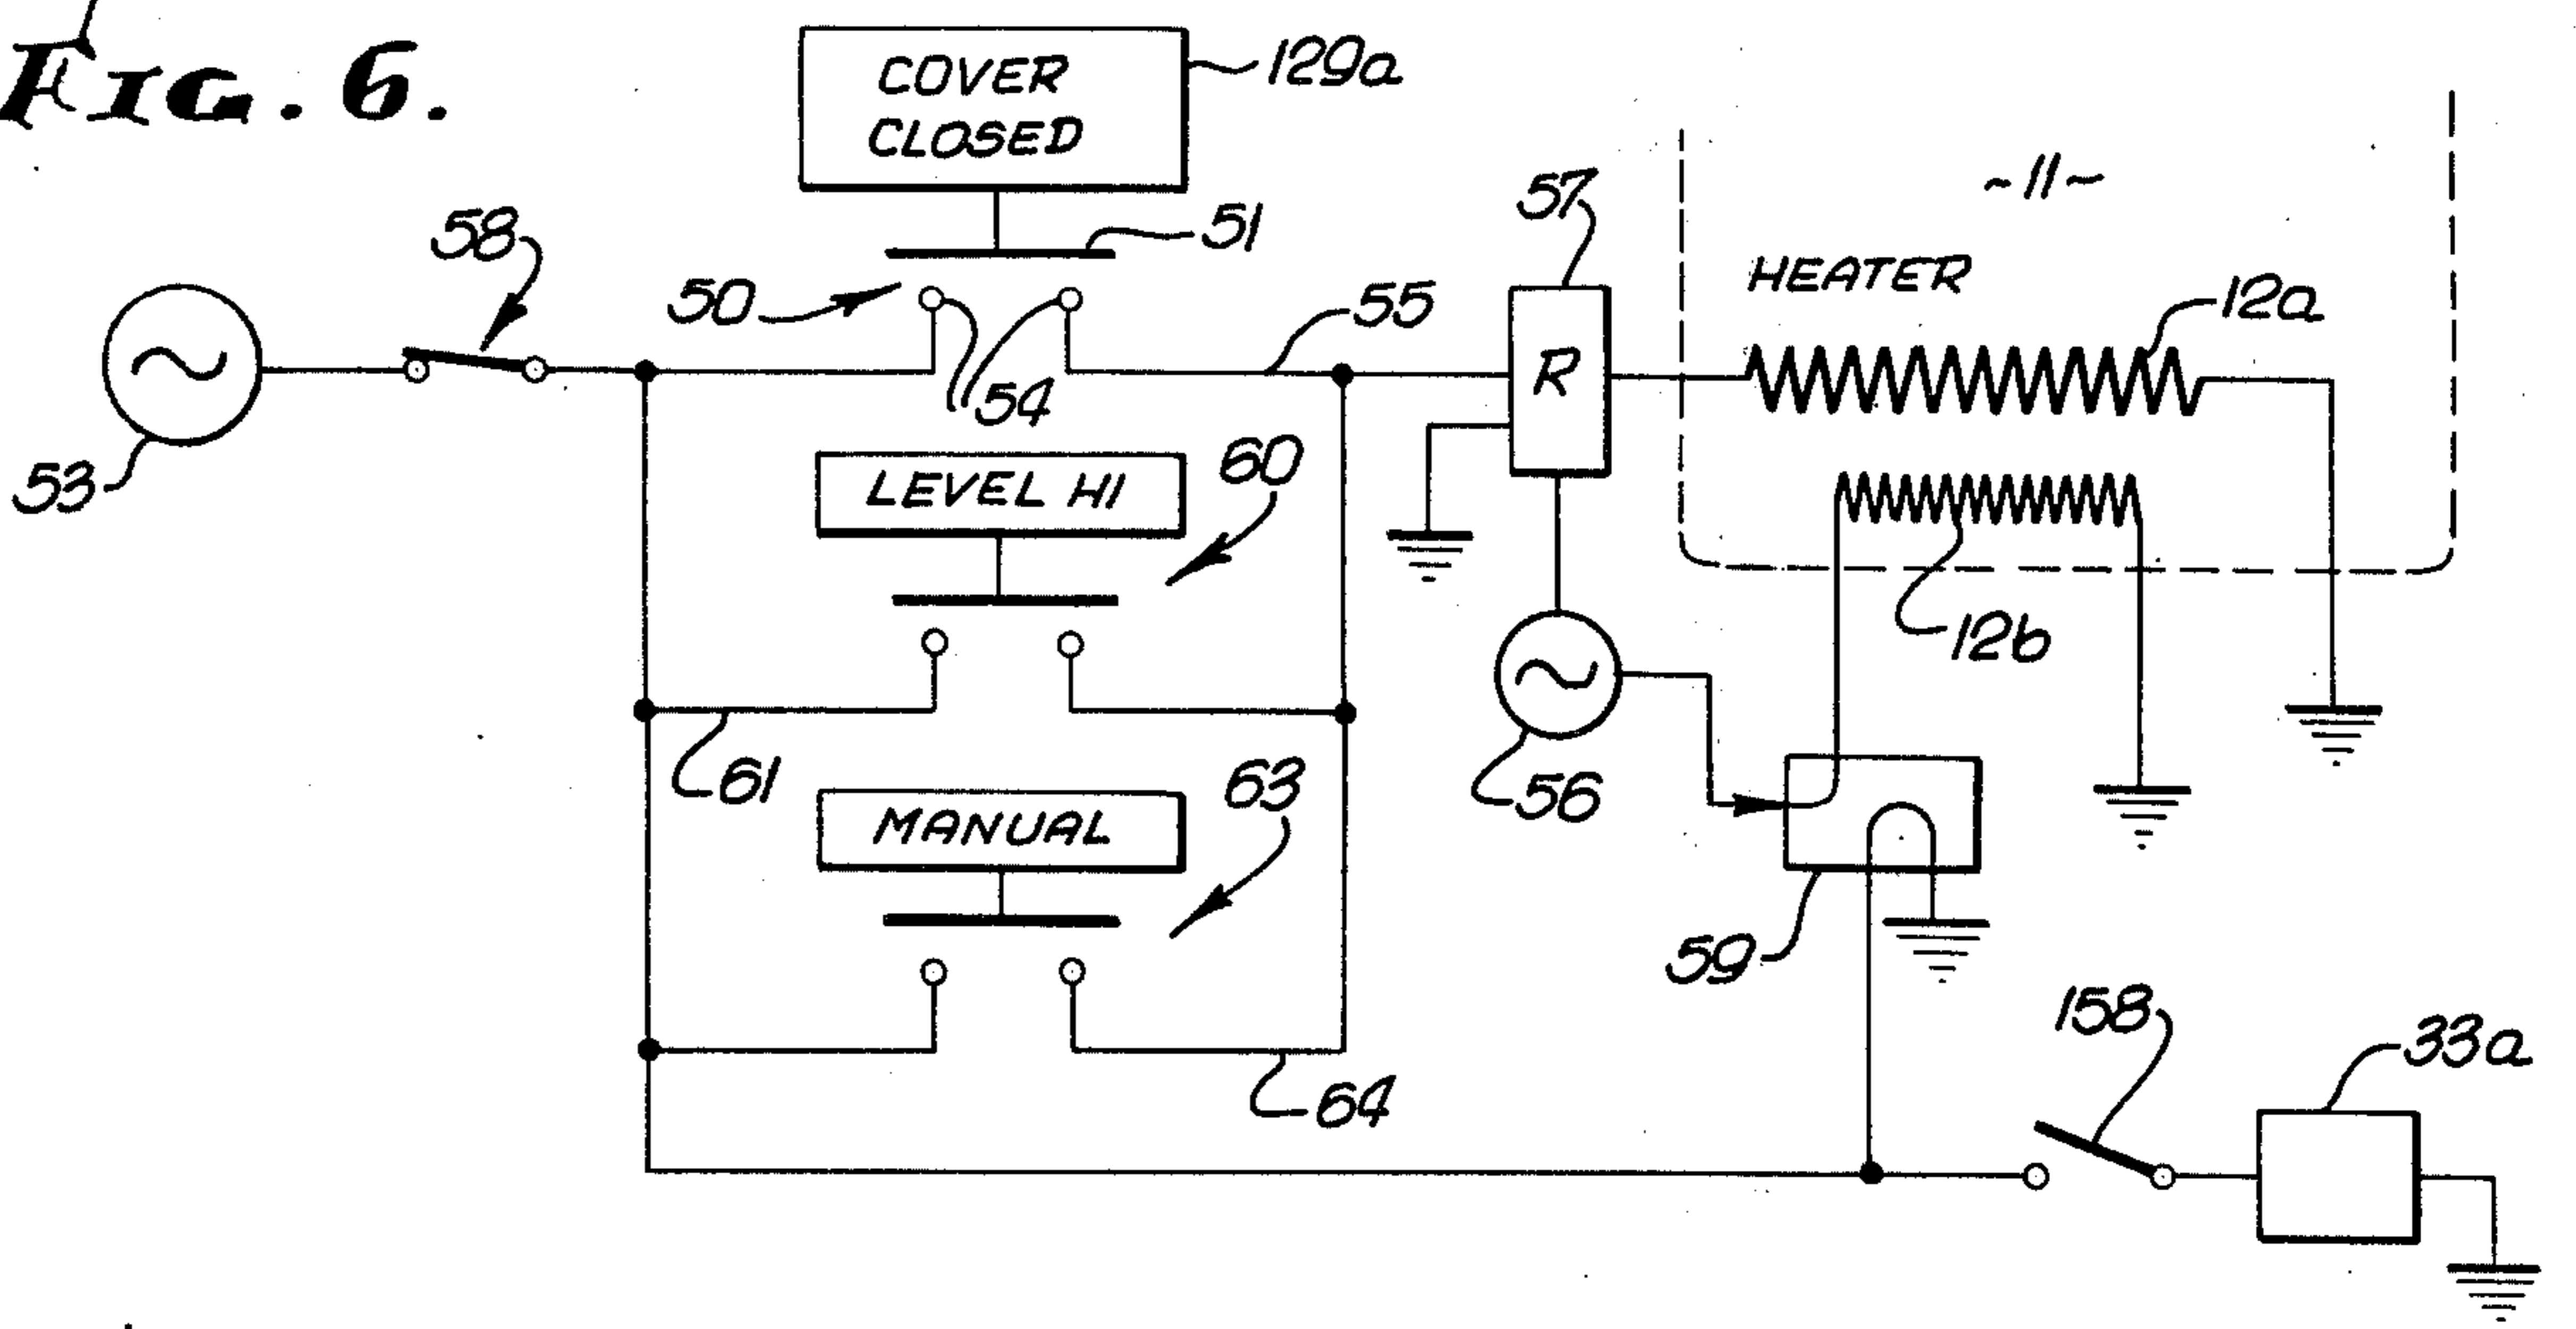 FIG. 6.
COVER
CLOSED
129a
51
58
50
54
55
57
R
~11~
HEATER
12a
53
LEVEL HI
60
12b
61
56
MANUAL
63
59
64
158
33a